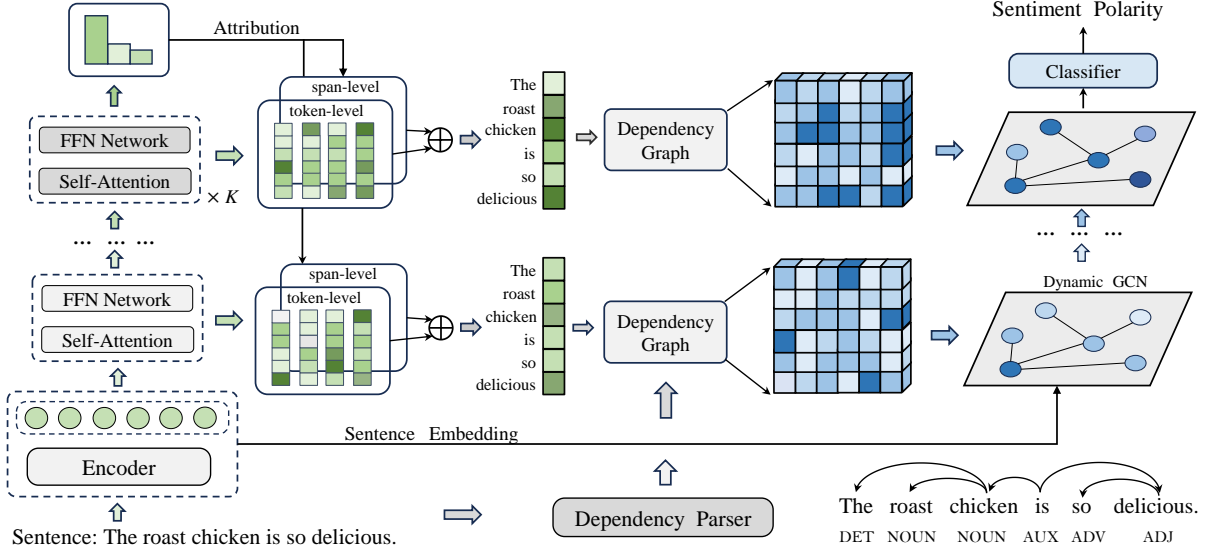 Sentiment Polarity
Attribution
Classifier
span-level
token-level
The
roast
chicken
is
so
delicious
Dependency
Graph
FFN Network
Self-Attention
× K
... ... ...
... ... ...
span-level
token-level
The
roast
chicken
is
so
delicious
Dependency
Graph
Dynamic GCN
FFN Network
Self-Attention
Sentence Embedding
Encoder
Dependency Parser
The roast chicken is so delicious.
DET NOUN NOUN AUX ADV ADJ
Sentence: The roast chicken is so delicious.